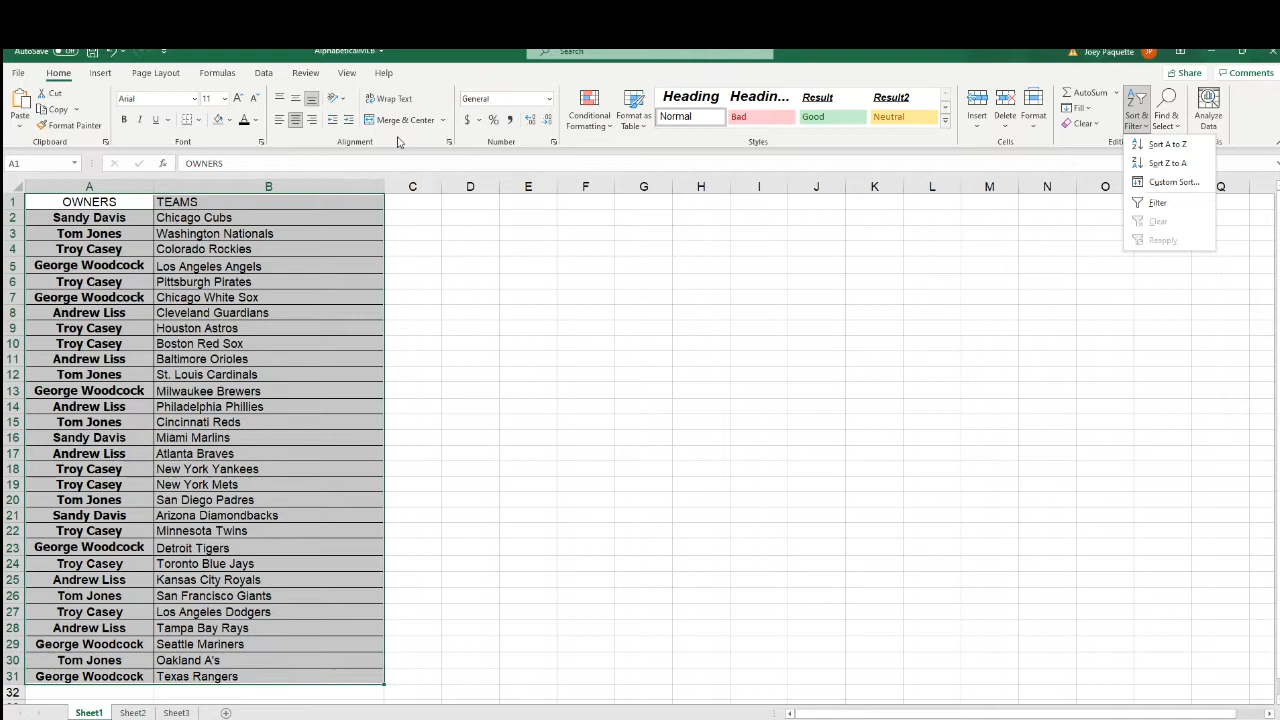 AutoSave Off AlphabeticalMLB Search Joey Paquette JP
File Home Insert Page Layout Formulas Data Review View Help Share Comments
Paste Cut Copy Format Painter Clipboard
Arial 11 A A B I U A Font
Wrap Text Merge & Center Alignment
General $ % Number
Conditional Formatting Format as Table Heading Headin... Result Result2 Normal Bad Good Neutral Styles
Insert Delete Format Cells
AutoSum Fill Clear Sort & Filter Find & Select Editi
Analyze Data
Sort A to Z
Sort Z to A
Custom Sort...
Filter
Clear
Reapply
A1 fx OWNERS
A B C D E F G H I J K L M N O Q
1 OWNERS TEAMS
2 Sandy Davis Chicago Cubs
3 Tom Jones Washington Nationals
4 Troy Casey Colorado Rockies
5 George Woodcock Los Angeles Angels
6 Troy Casey Pittsburgh Pirates
7 George Woodcock Chicago White Sox
8 Andrew Liss Cleveland Guardians
9 Troy Casey Houston Astros
10 Troy Casey Boston Red Sox
11 Andrew Liss Baltimore Orioles
12 Tom Jones St. Louis Cardinals
13 George Woodcock Milwaukee Brewers
14 Andrew Liss Philadelphia Phillies
15 Tom Jones Cincinnati Reds
16 Sandy Davis Miami Marlins
17 Andrew Liss Atlanta Braves
18 Troy Casey New York Yankees
19 Troy Casey New York Mets
20 Tom Jones San Diego Padres
21 Sandy Davis Arizona Diamondbacks
22 Troy Casey Minnesota Twins
23 George Woodcock Detroit Tigers
24 Troy Casey Toronto Blue Jays
25 Andrew Liss Kansas City Royals
26 Tom Jones San Francisco Giants
27 Troy Casey Los Angeles Dodgers
28 Andrew Liss Tampa Bay Rays
29 George Woodcock Seattle Mariners
30 Tom Jones Oakland A's
31 George Woodcock Texas Rangers
32
Sheet1 Sheet2 Sheet3